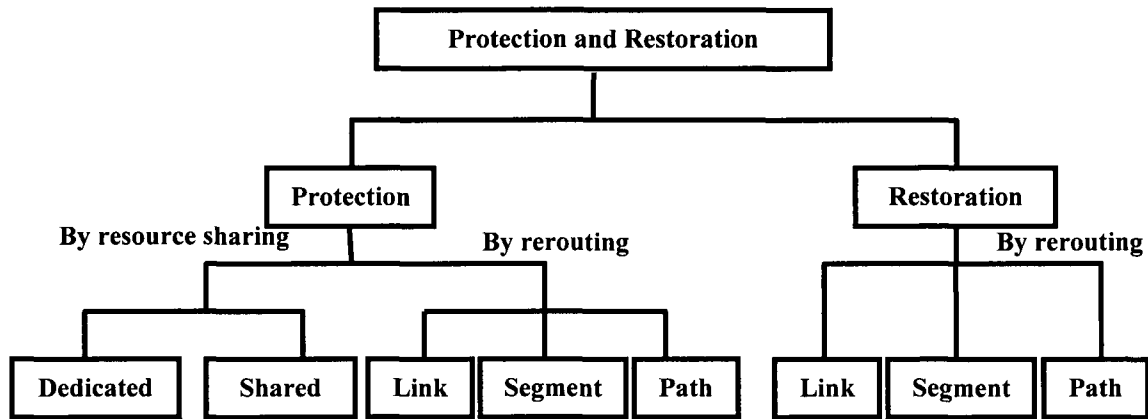 Protection and Restoration
Protection
Restoration
By resource sharing
By rerouting
By rerouting
Dedicated
Shared
Link
Segment
Path
Link
Segment
Path